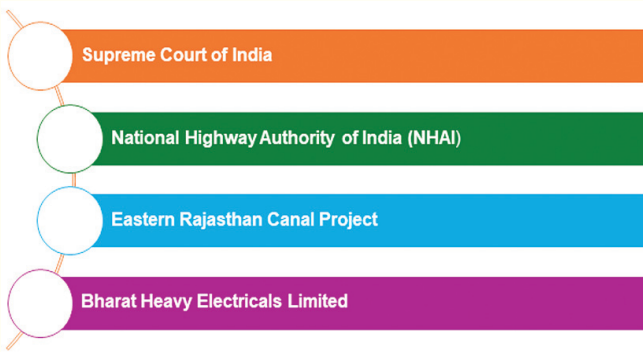 Supreme Court of India
National Highway Authority of India (NHAI)
Eastern Rajasthan Canal Project
Bharat Heavy Electricals Limited